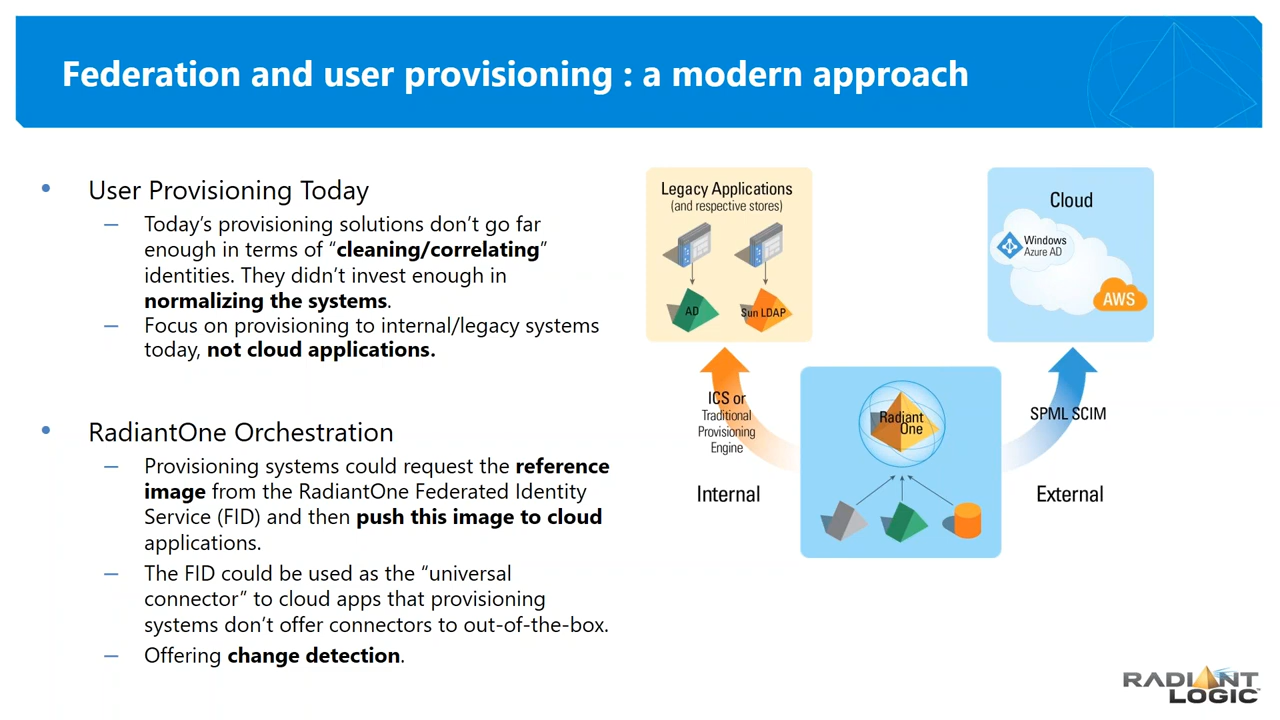 Federation and user provisioning : a modern approach
• User Provisioning Today
– Today’s provisioning solutions don’t go far
enough in terms of “cleaning/correlating”
identities. They didn’t invest enough in
normalizing the systems.
– Focus on provisioning to internal/legacy systems
today, not cloud applications.
• RadiantOne Orchestration
– Provisioning systems could request the reference
image from the RadiantOne Federated Identity
Service (FID) and then push this image to cloud
applications.
– The FID could be used as the “universal
connector” to cloud apps that provisioning
systems don’t offer connectors to out-of-the-box.
– Offering change detection.
Legacy Applications
(and respective stores)
AD
Sun LDAP
Cloud
Windows
Azure AD
AWS
ICS or
Traditional
Provisioning
Engine
Internal
Radiant
One
SPML SCIM
External
RADIANT
LOGIC